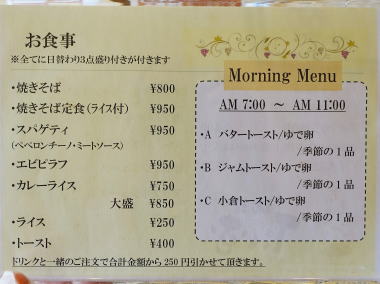 お食事
※全てに日替わり3点盛り付きが付きます
・焼きそば ¥800
・焼きそば定食(ライス付) ¥950
・スパゲティ ¥950
(ペペロンチーノ・ミートソース)
・エビピラフ ¥950
・カレーライス ¥750
大盛 ¥850
・ライス ¥250
・トースト ¥400
ドリンクと一緒のご注文で合計金額から250円引かせて頂きます。
Morning Menu
AM 7:00 ～ AM 11:00
・A バタートースト/ゆで卵
/季節の1品
・B ジャムトースト/ゆで卵
/季節の1品
・C 小倉トースト/ゆで卵
/季節の1品